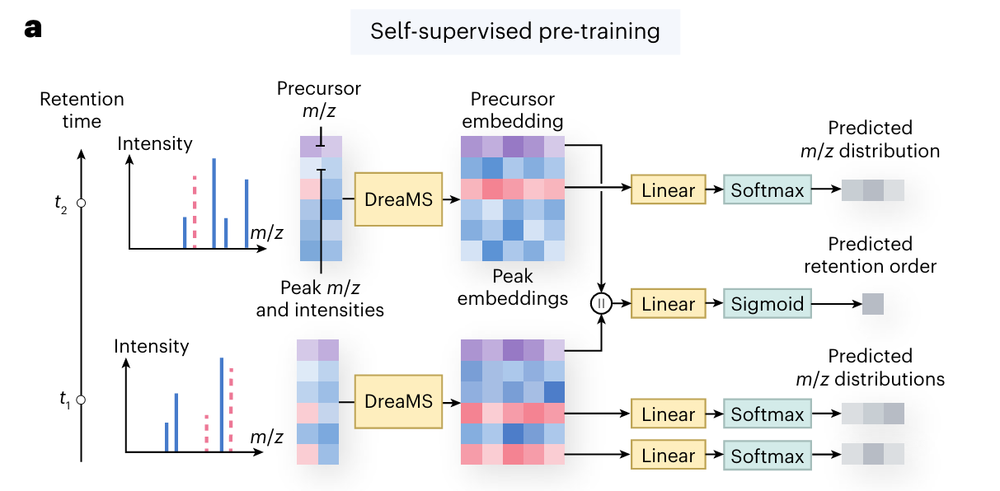 a
Self-supervised pre-training
Retention
time
t2
t1
Intensity
m/z
Precursor
m/z
Peak m/z
and intensities
DreaMS
Precursor
embedding
Peak
embeddings
Linear
Softmax
Predicted
m/z distribution
||
Linear
Sigmoid
Predicted
retention order
Intensity
m/z
DreaMS
Linear
Softmax
Predicted
m/z distributions
Linear
Softmax